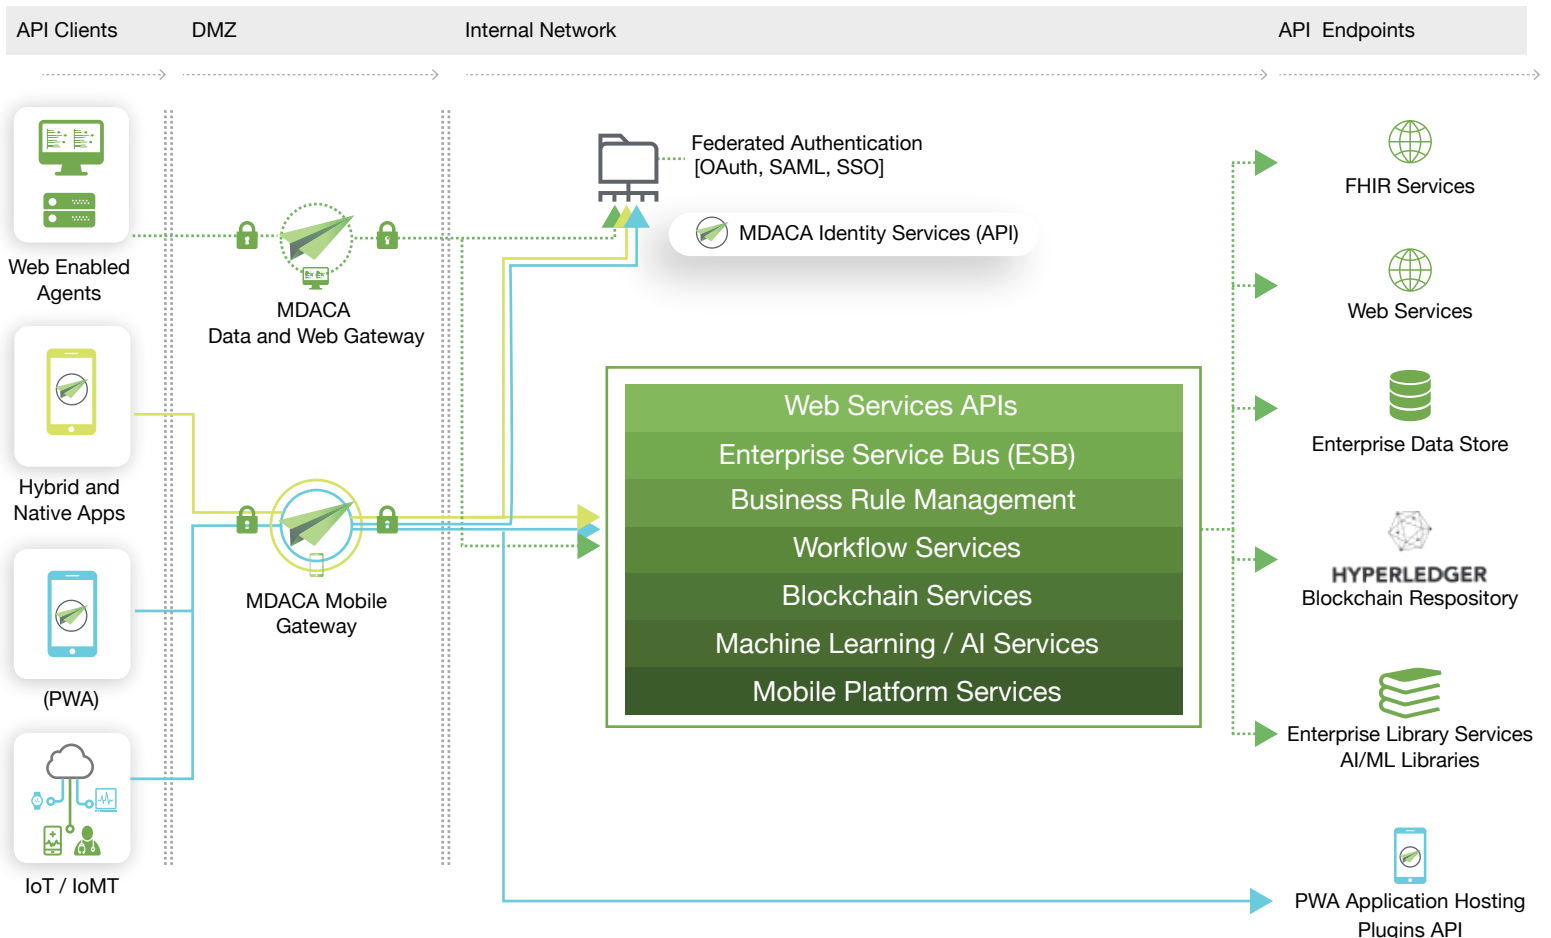 API Clients
DMZ
Internal Network
API Endpoints
Web Enabled
Agents
Hybrid and
Native Apps
(PWA)
IoT / IoMT
MDACA
Data and Web Gateway
MDACA Mobile
Gateway
Federated Authentication
[OAuth, SAML, SSO]
MDACA Identity Services (API)
Web Services APIs
Enterprise Service Bus (ESB)
Business Rule Management
Workflow Services
Blockchain Services
Machine Learning / AI Services
Mobile Platform Services
FHIR Services
Web Services
Enterprise Data Store
HYPERLEDGER
Blockchain Respository
Enterprise Library Services
AI/ML Libraries
PWA Application Hosting
Plugins API